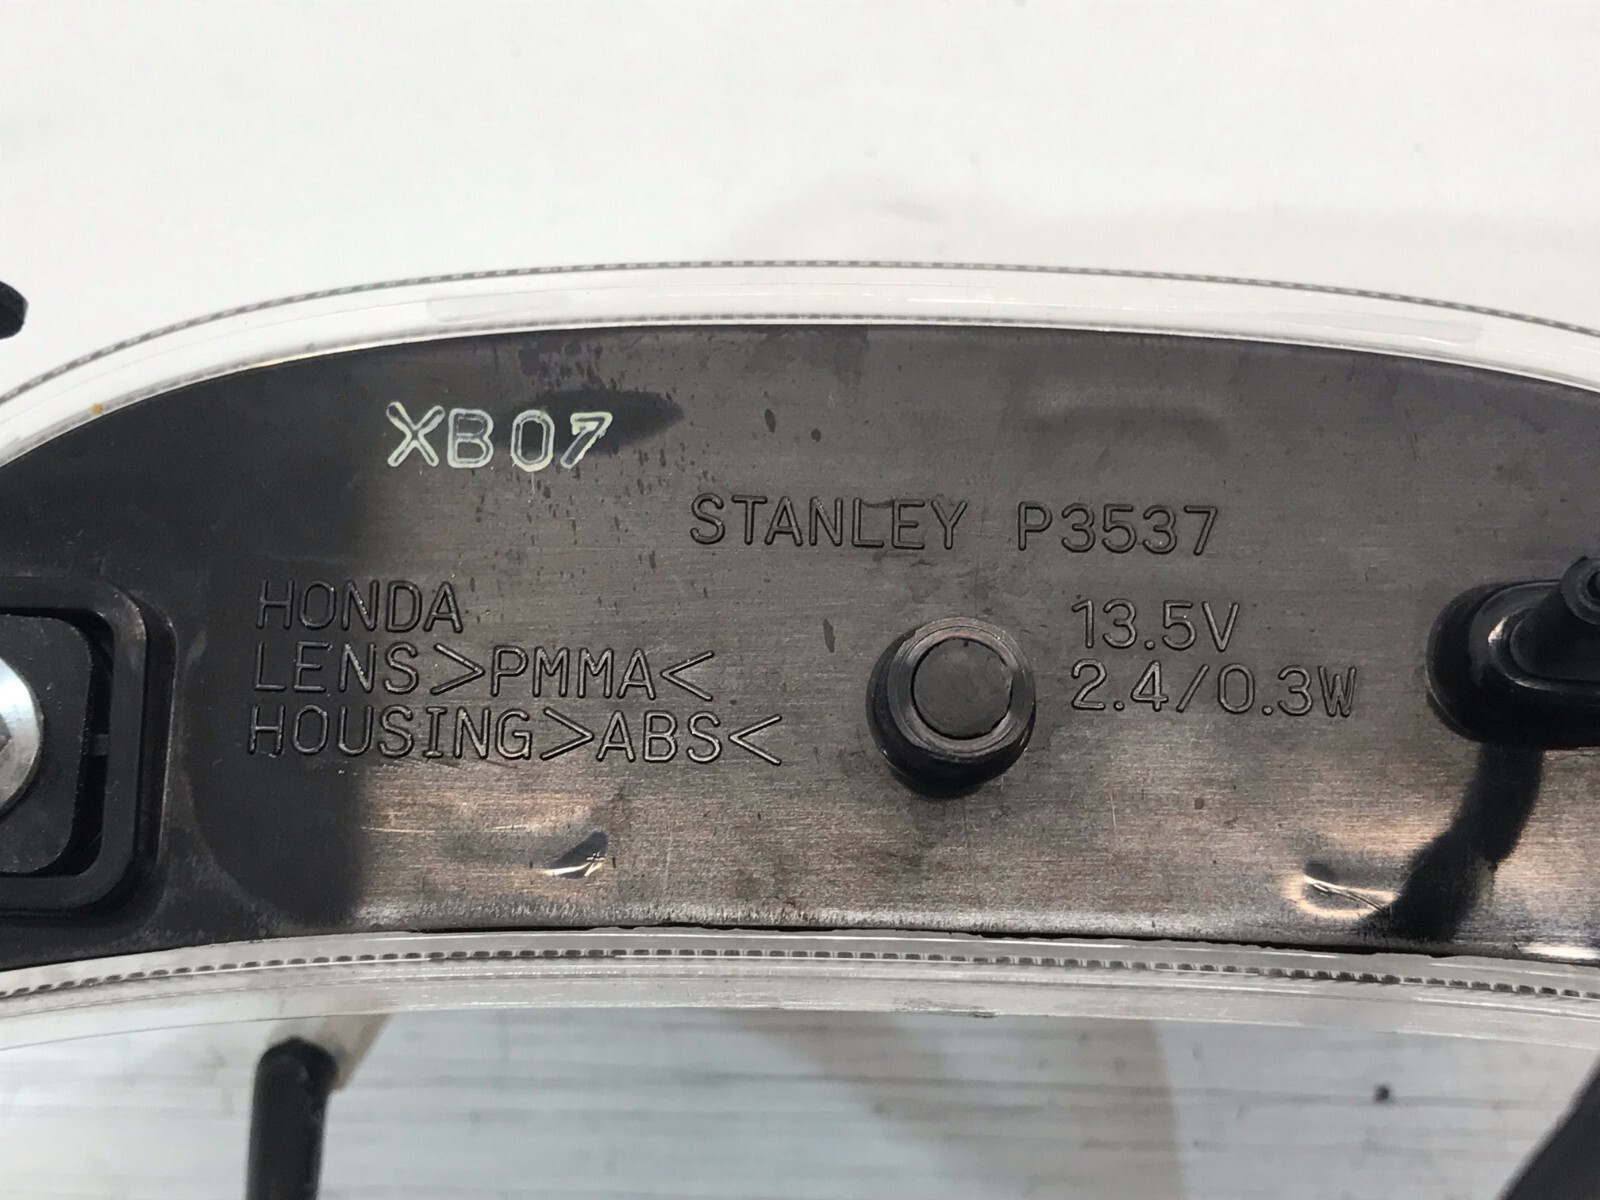 XB07
STANLEY P3537
HONDA
LENS>PMMA<
HOUSING>ABS<
13.5V
2.4/0.3W